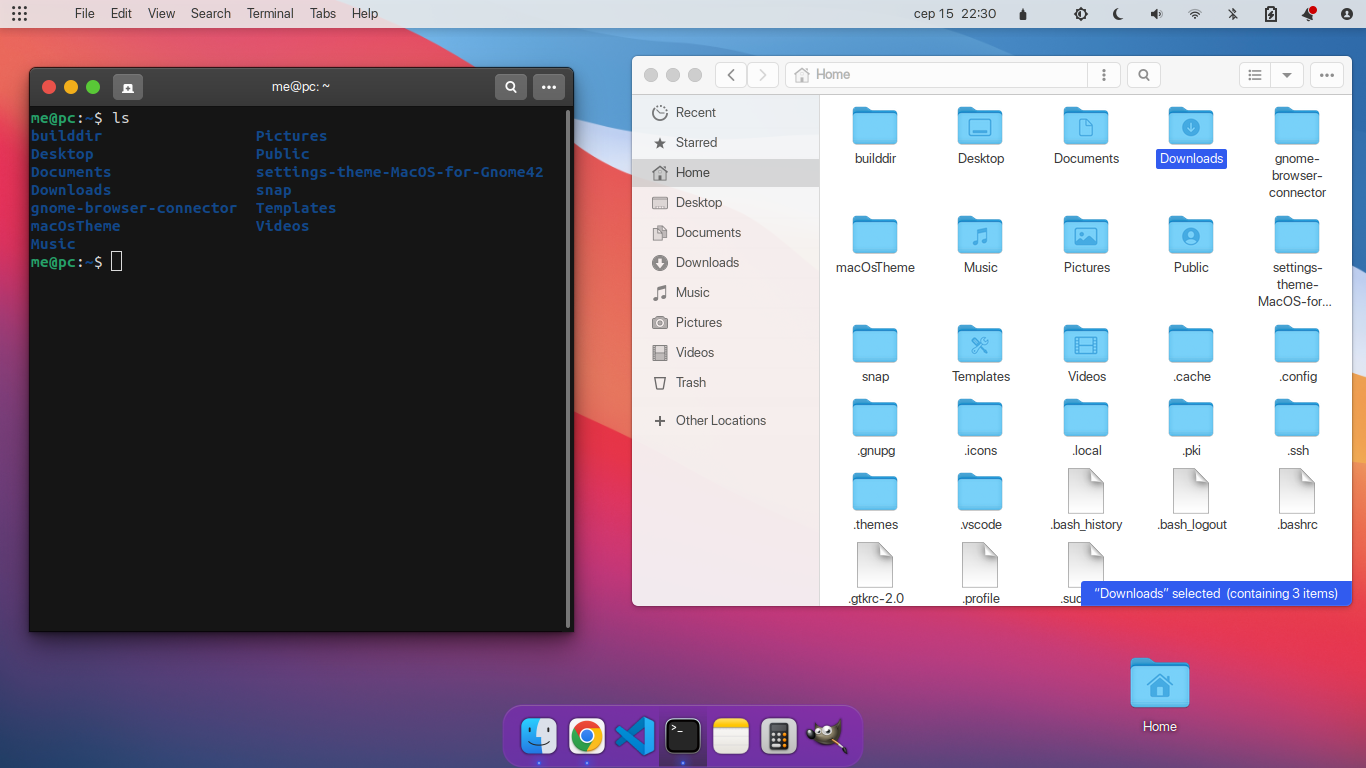 File Edit View Search Terminal Tabs Help
сер 15 22:30
me@pc: ~
me@pc:~$ ls
builddir Pictures
Desktop Public
Documents settings-theme-MacOS-for-Gnome42
Downloads snap
gnome-browser-connector Templates
macOsTheme Videos
Music
me@pc:~$
Home
Recent
Starred
Home
Desktop
Documents
Downloads
Music
Pictures
Videos
Trash
Other Locations
builddir
Desktop
Documents
Downloads
gnome-
browser-
connector
macOsTheme
Music
Pictures
Public
settings-
theme-
MacOS-for...
snap
Templates
Videos
.cache
.config
.gnupg
.icons
.local
.pki
.ssh
.themes
.vscode
.bash_history
.bash_logout
.bashrc
.gtkrc-2.0
.profile
“Downloads” selected (containing 3 items)
Home
>_